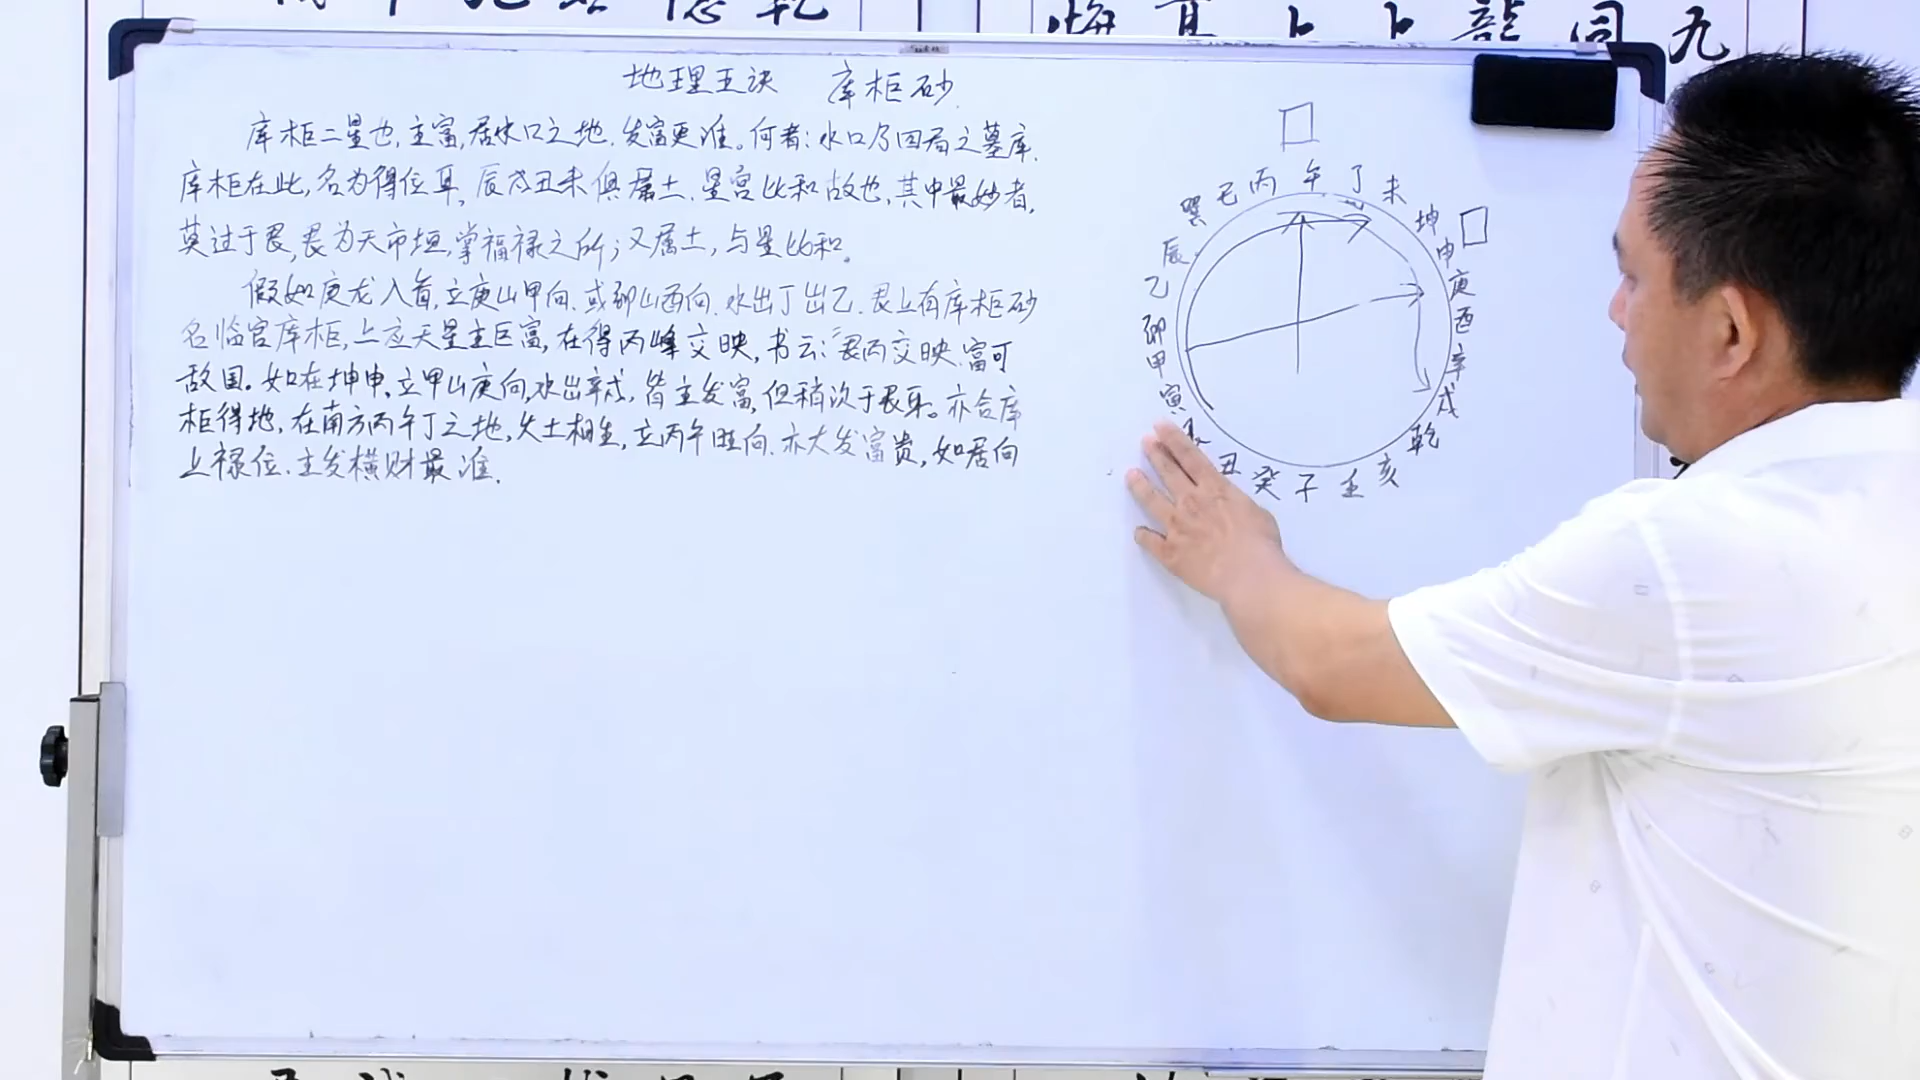 地理五诀 库柜砂
库柜二星也,主富,居水口之地.发富更准。何者:水口乃四局之墓库.
库柜在此,名为得位耳,辰戌丑未俱属土.星宫比和故也,其中最妙者,
莫过于艮,艮为天市垣,掌福禄之所;又属土,与星比和。
假如庚龙入首,立庚山甲向.或卯山酉向.水出丁出乙.艮上有库柜砂
名临官库柜,上应天星主巨富,在得丙峰交映,书云:“艮丙交映.富可
敌国。如在坤申,立甲山庚向,水出辛戌,皆主发富,但稍次于艮耳。亦合库
柜得地,在南方丙午丁之地,火土相生,立丙午旺向.亦大发富贵,如居向
上禄位.主发横财最准.
巽 巳 丙 午 丁 未 坤 申 庚 酉 辛 戌 乾 亥 壬 子 癸 丑 艮 寅 甲 卯 乙 辰
乾
同 九